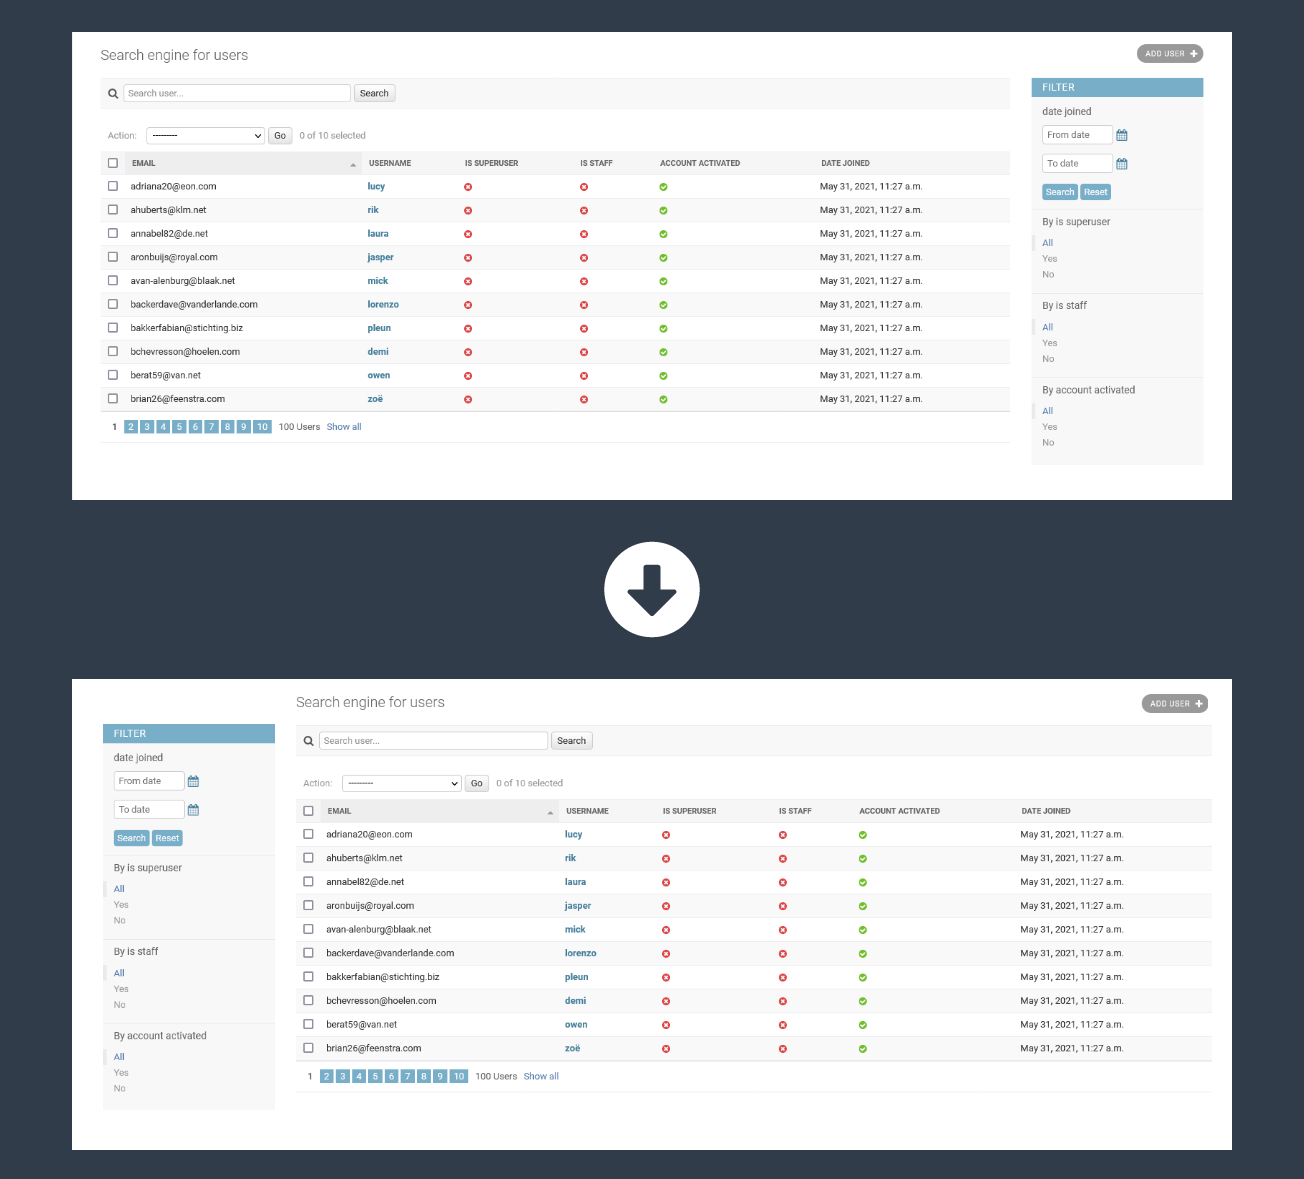 Search engine for users
ADD USER
Search user...
Search
Action:
---------
Go
0 of 10 selected
EMAIL USERNAME IS SUPERUSER IS STAFF ACCOUNT ACTIVATED DATE JOINED
adriana20@eon.com lucy May 31, 2021, 11:27 a.m.
ahuberts@klm.net rik May 31, 2021, 11:27 a.m.
annabel82@de.net laura May 31, 2021, 11:27 a.m.
aronbuijs@royal.com jasper May 31, 2021, 11:27 a.m.
avan-alenburg@blaak.net mick May 31, 2021, 11:27 a.m.
backerdave@vanderlande.com lorenzo May 31, 2021, 11:27 a.m.
bakkerfabian@stichting.biz pleun May 31, 2021, 11:27 a.m.
bchevresson@hoelen.com demi May 31, 2021, 11:27 a.m.
berat59@van.net owen May 31, 2021, 11:27 a.m.
brian26@feenstra.com zoë May 31, 2021, 11:27 a.m.
1 2 3 4 5 6 7 8 9 10 100 Users Show all
FILTER
date joined
From date
To date
Search Reset
By is superuser
All
Yes
No
By is staff
All
Yes
No
By account activated
All
Yes
No
Search engine for users
ADD USER
FILTER
date joined
From date
To date
Search Reset
By is superuser
All
Yes
No
By is staff
All
Yes
No
By account activated
All
Yes
No
Search user...
Search
Action:
---------
Go
0 of 10 selected
EMAIL USERNAME IS SUPERUSER IS STAFF ACCOUNT ACTIVATED DATE JOINED
adriana20@eon.com lucy May 31, 2021, 11:27 a.m.
ahuberts@klm.net rik May 31, 2021, 11:27 a.m.
annabel82@de.net laura May 31, 2021, 11:27 a.m.
aronbuijs@royal.com jasper May 31, 2021, 11:27 a.m.
avan-alenburg@blaak.net mick May 31, 2021, 11:27 a.m.
backerdave@vanderlande.com lorenzo May 31, 2021, 11:27 a.m.
bakkerfabian@stichting.biz pleun May 31, 2021, 11:27 a.m.
bchevresson@hoelen.com demi May 31, 2021, 11:27 a.m.
berat59@van.net owen May 31, 2021, 11:27 a.m.
brian26@feenstra.com zoë May 31, 2021, 11:27 a.m.
1 2 3 4 5 6 7 8 9 10 100 Users Show all